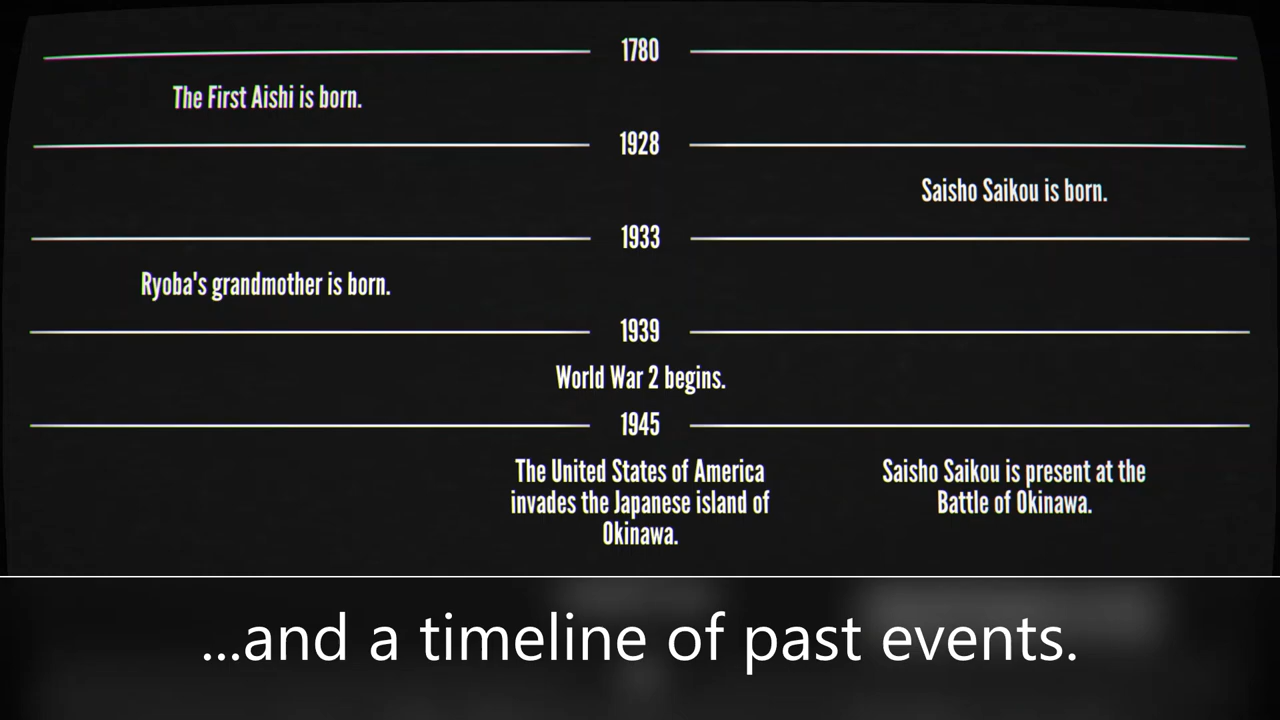 1780
The First Aishi is born.
1928
Saisho Saikou is born.
1933
Ryoba's grandmother is born.
1939
World War 2 begins.
1945
The United States of America
invades the Japanese island of
Okinawa.
Saisho Saikou is present at the
Battle of Okinawa.
...and a timeline of past events.